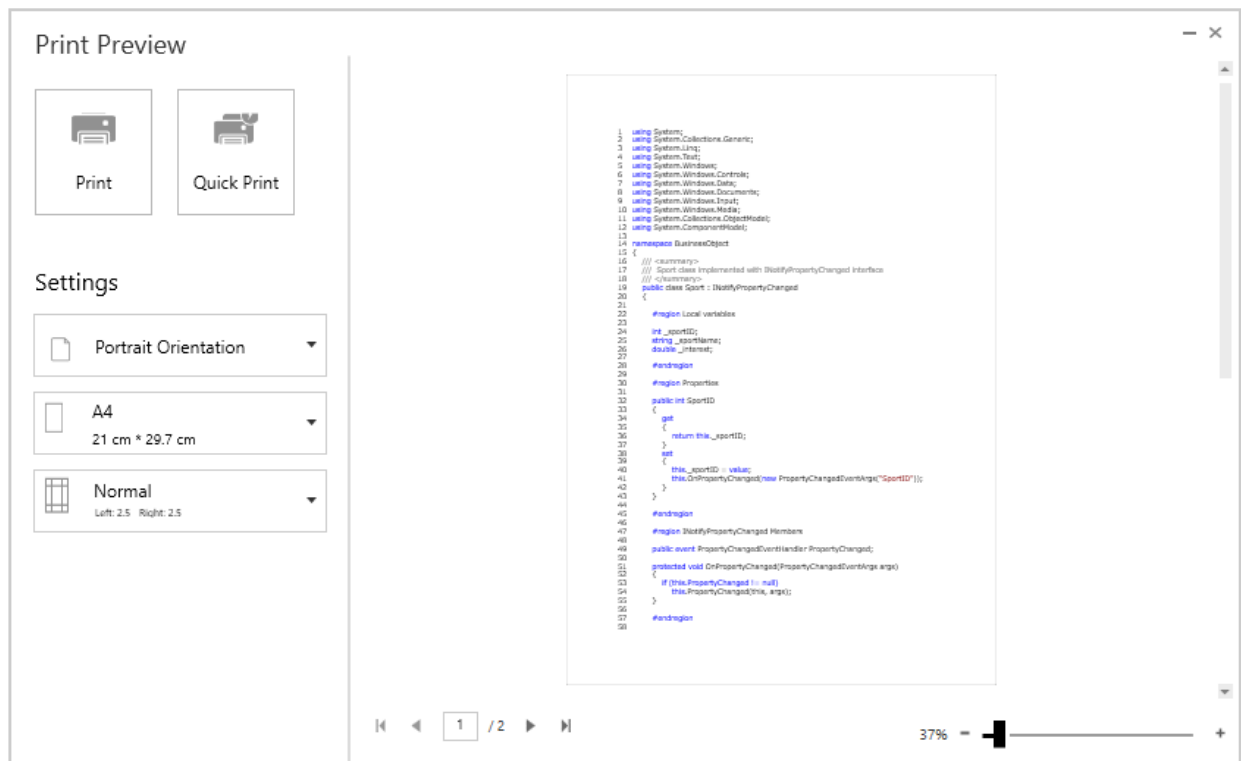 Print Preview
Print
Quick Print
Settings
Portrait Orientation
A4
21 cm * 29.7 cm
Normal
Left: 2.5 Right: 2.5
1 using System;
2 using System.Collections.Generic;
3 using System.Linq;
4 using System.Text;
5 using System.Windows;
6 using System.Windows.Controls;
7 using System.Windows.Data;
8 using System.Windows.Documents;
9 using System.Windows.Input;
10 using System.Windows.Media;
11 using System.Collections.ObjectModel;
12 using System.ComponentModel;
13
14 namespace BusinessObject
15 {
16 /// <summary>
17 /// Sport class implemented with INotifyPropertyChanged interface
18 /// </summary>
19 public class Sport : INotifyPropertyChanged
20 {
21
22 #region Local variables
23
24 int _sportID;
25 string _sportName;
26 double _interest;
27
28 #endregion
29
30 #region Properties
31
32 public int SportID
33 {
34 get
35 {
36 return this._sportID;
37 }
38 set
39 {
40 this._sportID = value;
41 this.OnPropertyChanged(new PropertyChangedEventArgs("SportID"));
42 }
43 }
44
45 #endregion
46
47 #region INotifyPropertyChanged Members
48
49 public event PropertyChangedEventHandler PropertyChanged;
50
51 protected void OnPropertyChanged(PropertyChangedEventArgs args)
52 {
53 if (this.PropertyChanged != null)
54 this.PropertyChanged(this, args);
55 }
56
57 #endregion
58
1 / 2
37%